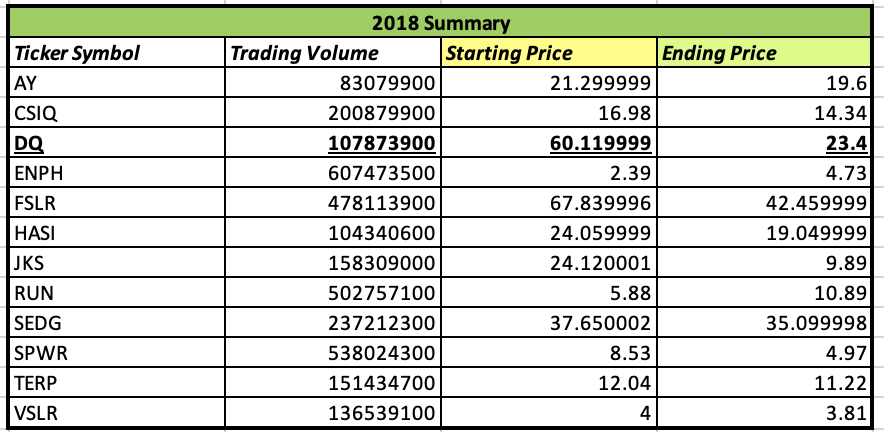 2018 Summary
Ticker Symbol Trading Volume Starting Price Ending Price
AY 83079900 21.299999 19.6
CSIQ 200879900 16.98 14.34
DQ 107873900 60.119999 23.4
ENPH 607473500 2.39 4.73
FSLR 478113900 67.839996 42.459999
HASI 104340600 24.059999 19.049999
JKS 158309000 24.120001 9.89
RUN 502757100 5.88 10.89
SEDG 237212300 37.650002 35.099998
SPWR 538024300 8.53 4.97
TERP 151434700 12.04 11.22
VSLR 136539100 4 3.81